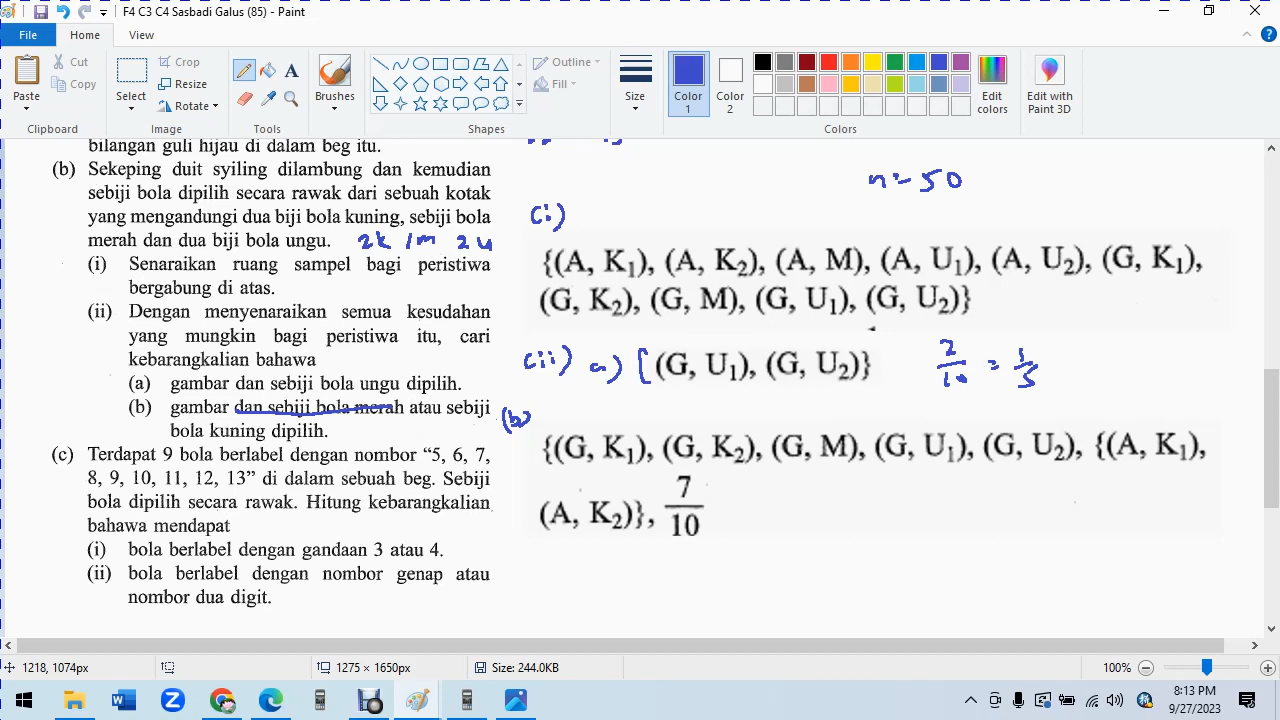 F4 C3 C4 Sasbadi Galus (85) - Paint
File
Home
View
Paste
Cut
Copy
Clipboard
Select
Crop
Resize
Rotate
Image
Tools
Brushes
Outline
Fill
Shapes
Size
Color 1
Color 2
Edit colors
Colors
Edit with Paint 3D
bilangan guli hijau di dalam beg itu.
(b) Sekeping duit syiling dilambung dan kemudian
sebiji bola dipilih secara rawak dari sebuah kotak
yang mengandungi dua biji bola kuning, sebiji bola
merah dan dua biji bola ungu. 2k 1m 2u
(i) Senaraikan ruang sampel bagi peristiwa
bergabung di atas.
(ii) Dengan menyenaraikan semua kesudahan
yang mungkin bagi peristiwa itu, cari
kebarangkalian bahawa
(a) gambar dan sebiji bola ungu dipilih.
(b) gambar dan sebiji bola merah atau sebiji
bola kuning dipilih.
(c) Terdapat 9 bola berlabel dengan nombor “5, 6, 7,
8, 9, 10, 11, 12, 13” di dalam sebuah beg. Sebiji
bola dipilih secara rawak. Hitung kebarangkalian
bahawa mendapat
(i) bola berlabel dengan gandaan 3 atau 4.
(ii) bola berlabel dengan nombor genap atau
nombor dua digit.
n = 50
(i)
{(A, K₁), (A, K₂), (A, M), (A, U₁), (A, U₂), (G, K₁),
(G, K₂), (G, M), (G, U₁), (G, U₂)}
(ii) a) [(G, U₁), (G, U₂)} 2/10 = 1/5
(b)
{(G, K₁), (G, K₂), (G, M), (G, U₁), (G, U₂), {(A, K₁),
(A, K₂)}, 7/10
1218, 1074px
1275 × 1650px
Size: 244.0KB
100%
8:13 PM
9/27/2023